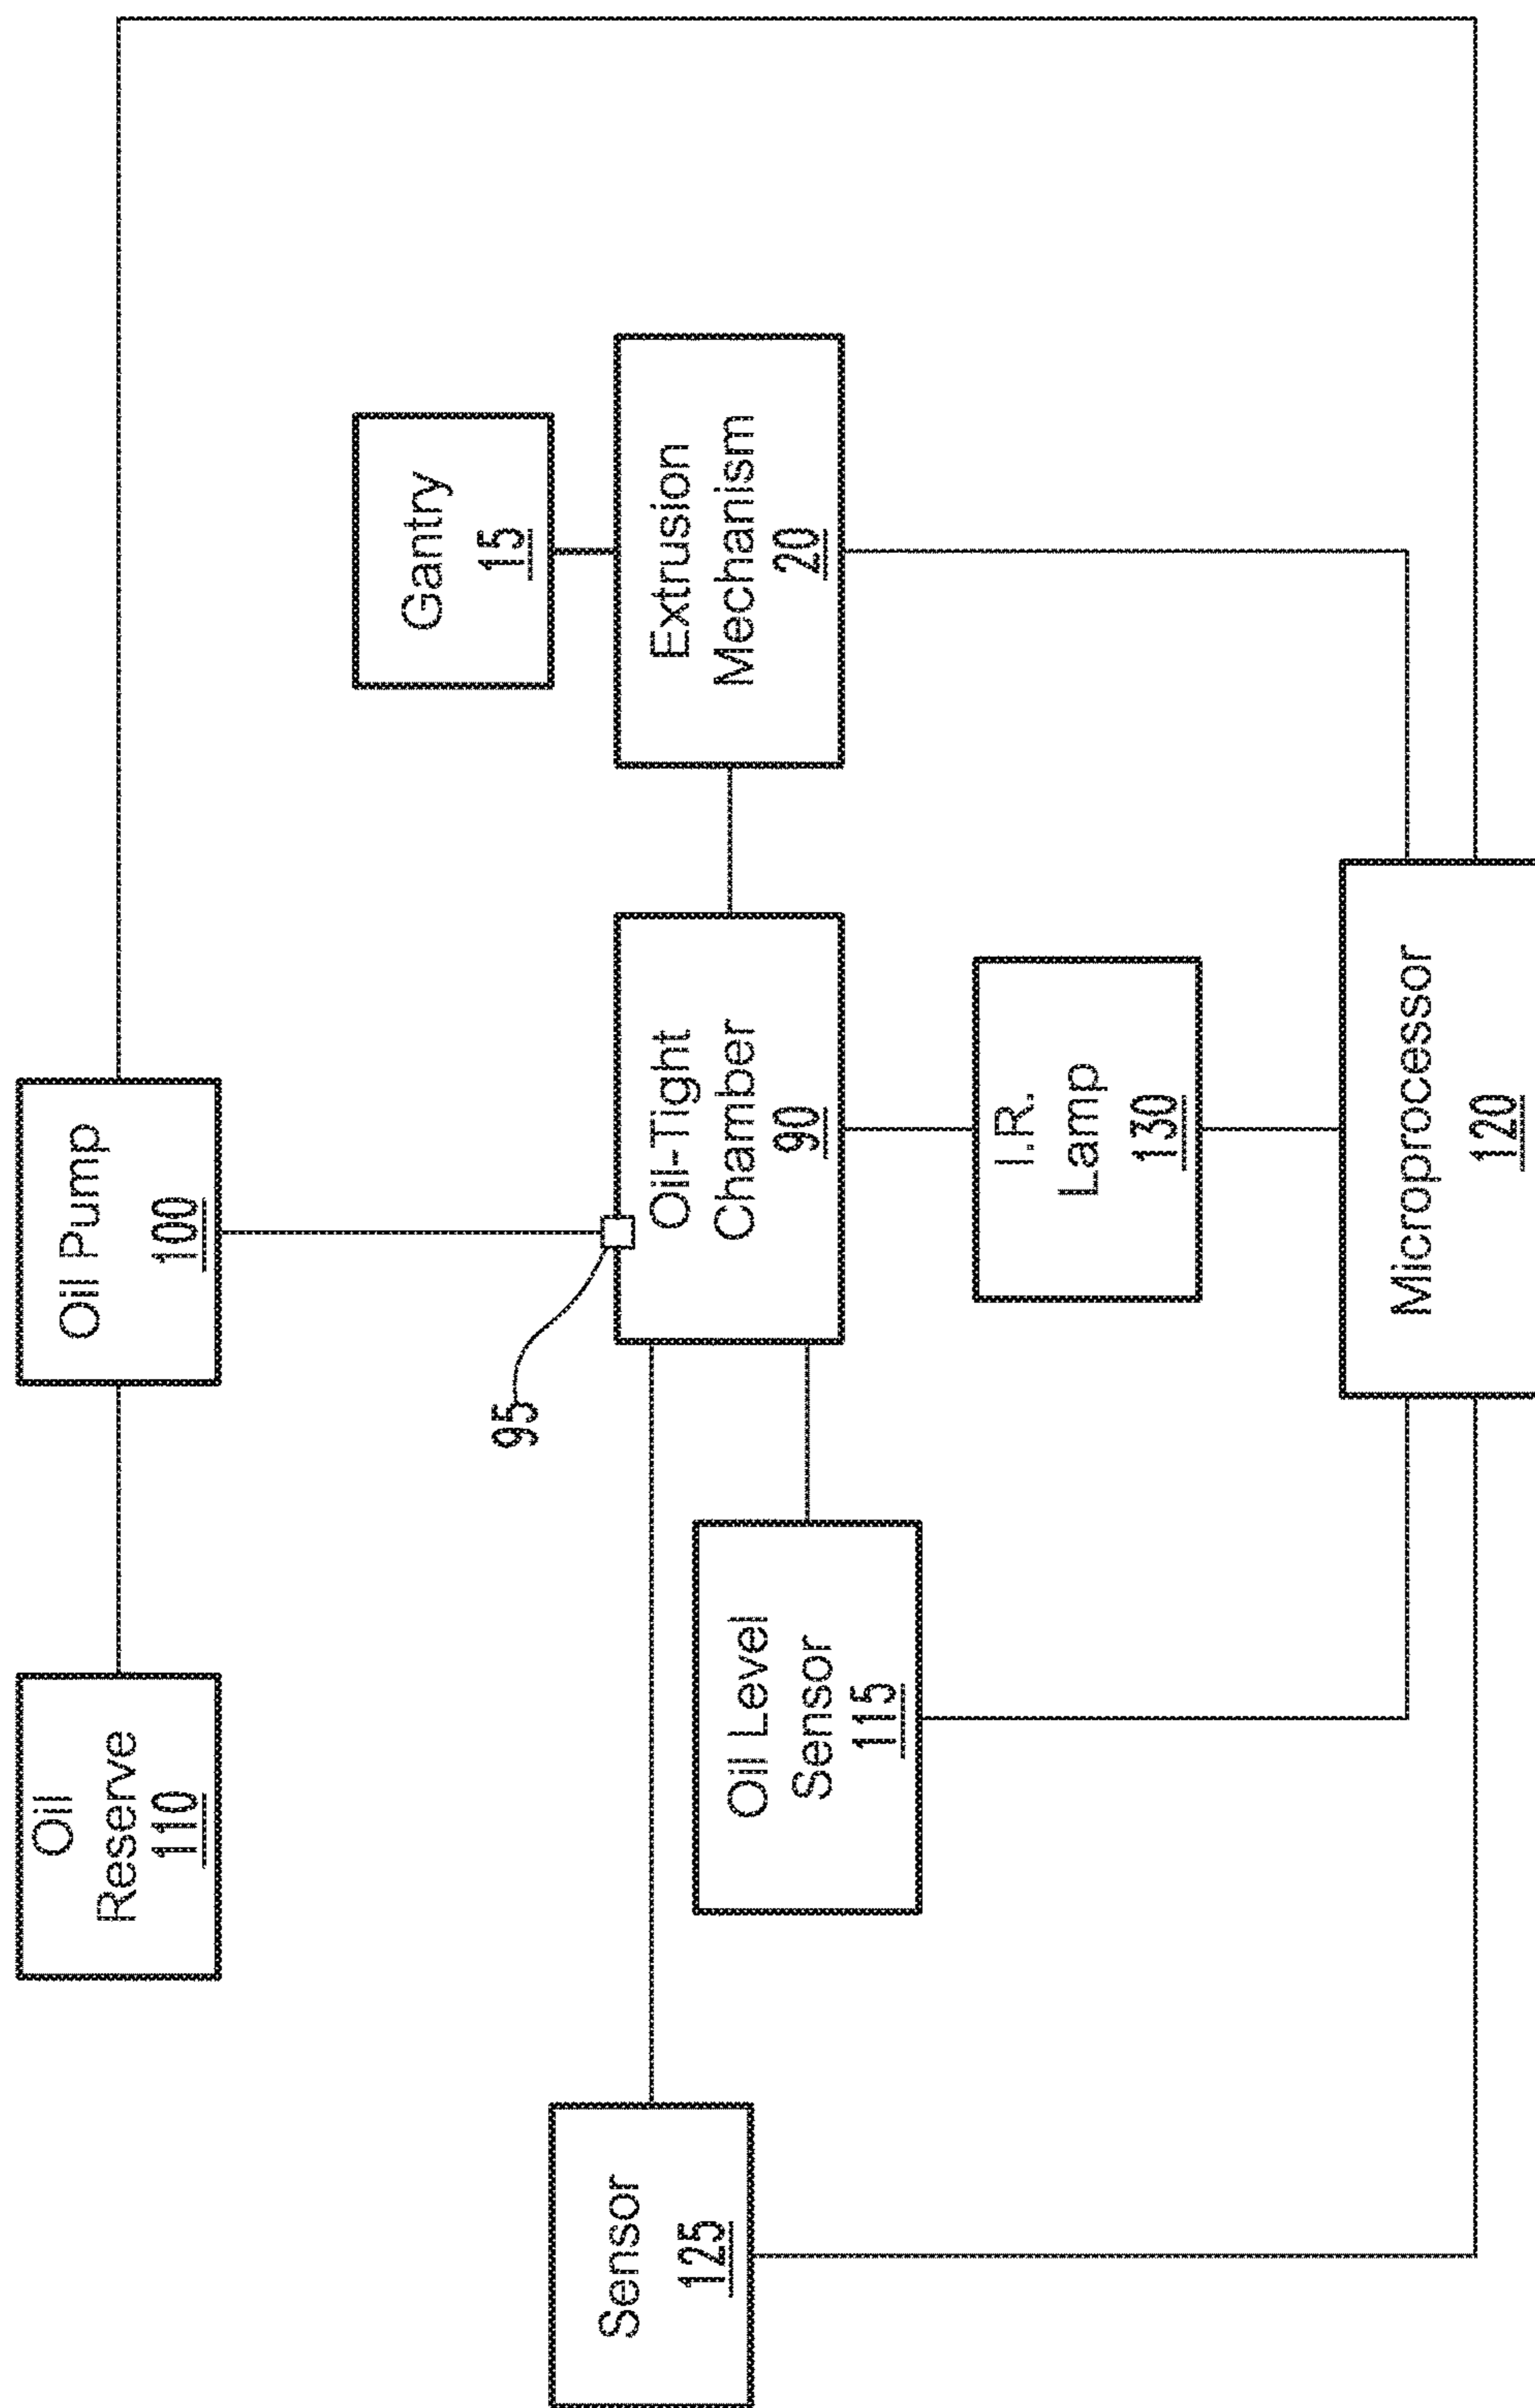 Oil
Reserve
110
Oil Pump
100
95
Gantry
15
Sensor
125
Oil Level
Sensor
115
Oil-Tight
Chamber
90
Extrusion
Mechanism
20
I.R.
Lamp
130
Microprocessor
120